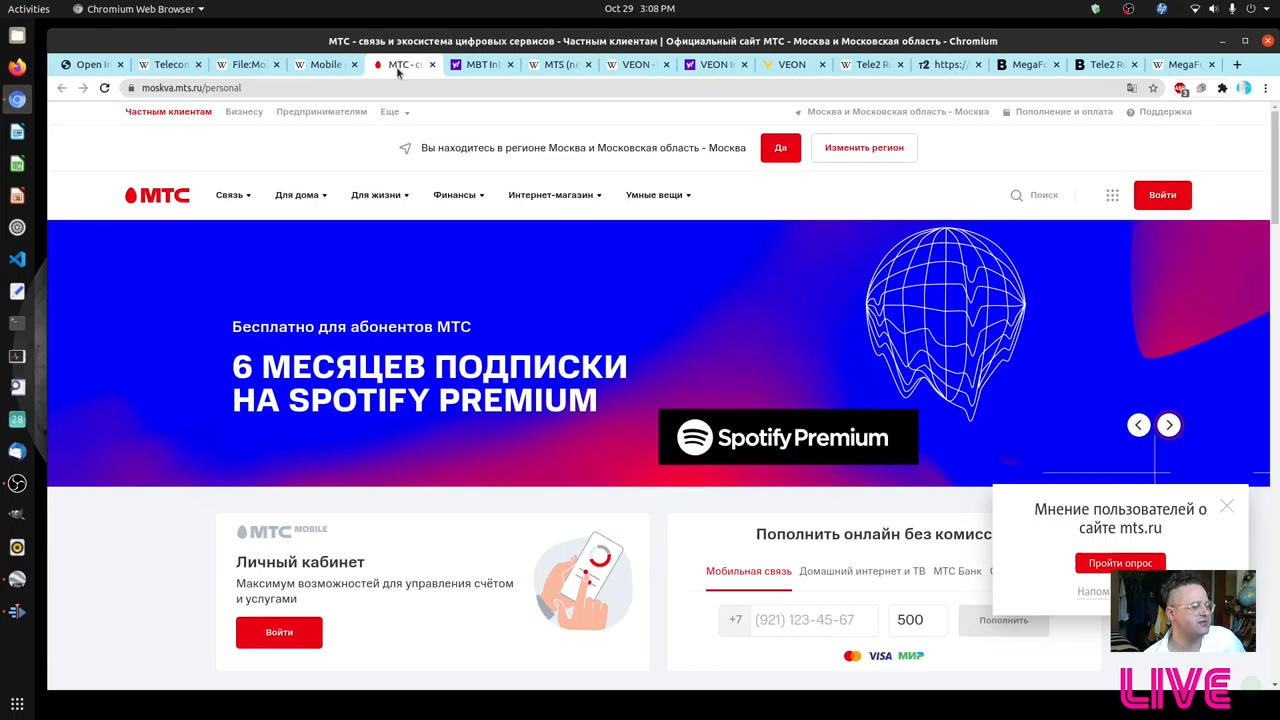 Activities
Chromium Web Browser
Oct 29 3:08 PM
МТС - связь и экосистема цифровых сервисов - Частным клиентам | Официальный сайт МТС - Москва и Московская область - Chromium
Open In
Telecon
File:Mo
Mobile
МТС - с
MBT Int
MTS (ne
VEON -
VEON I
VEON
Tele2 R
https:/
MegaFo
Tele2 R
MegaF
moskva.mts.ru/personal
3
Частным клиентам
Бизнесу
Предпринимателям
Еще
Москва и Московская область - Москва
Пополнение и оплата
Поддержка
Вы находитесь в регионе Москва и Московская область - Москва
Да
Изменить регион
МТС
Связь
Для дома
Для жизни
Финансы
Интернет-магазин
Умные вещи
Поиск
Войти
Бесплатно для абонентов МТС
6 МЕСЯЦЕВ ПОДПИСКИ
НА SPOTIFY PREMIUM
Spotify Premium
Мнение пользователей о
сайте mts.ru
Пройти опрос
Напом
МТС MOBILE
Личный кабинет
Максимум возможностей для управления счётом
и услугами
Войти
Пополнить онлайн без комисс
Мобильная связь
Домашний интернет и ТВ
МТС Банк
+7
(921) 123-45-67
500
Пополнить
VISA
МИР
28
LIVE